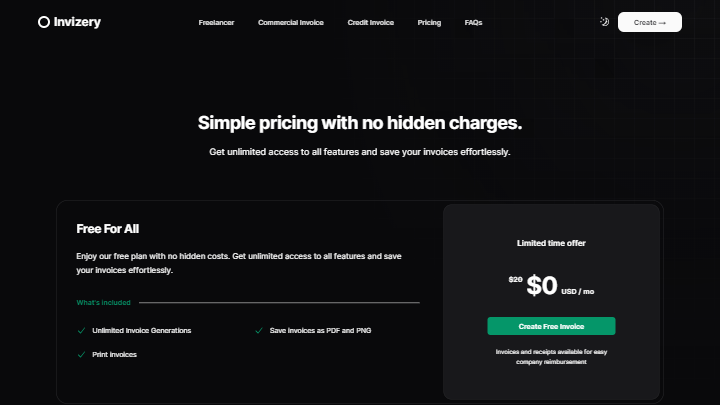 Invizery
Freelancer
Commercial Invoice
Credit Invoice
Pricing
FAQs
Create →
Simple pricing with no hidden charges.
Get unlimited access to all features and save your invoices effortlessly.
Free For All
Enjoy our free plan with no hidden costs. Get unlimited access to all features and save
your invoices effortlessly.
What's included
Unlimited Invoice Generations
Save invoices as PDF and PNG
Print invoices
Limited time offer
$20 $0 USD / mo
Create Free Invoice
Invoices and receipts available for easy
company reimbursement